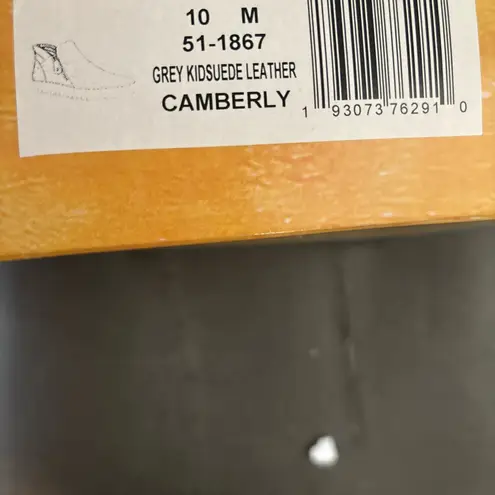 10 M
51-1867
GREY KIDSUEDE LEATHER
CAMBERLY
1 93073 76291 0